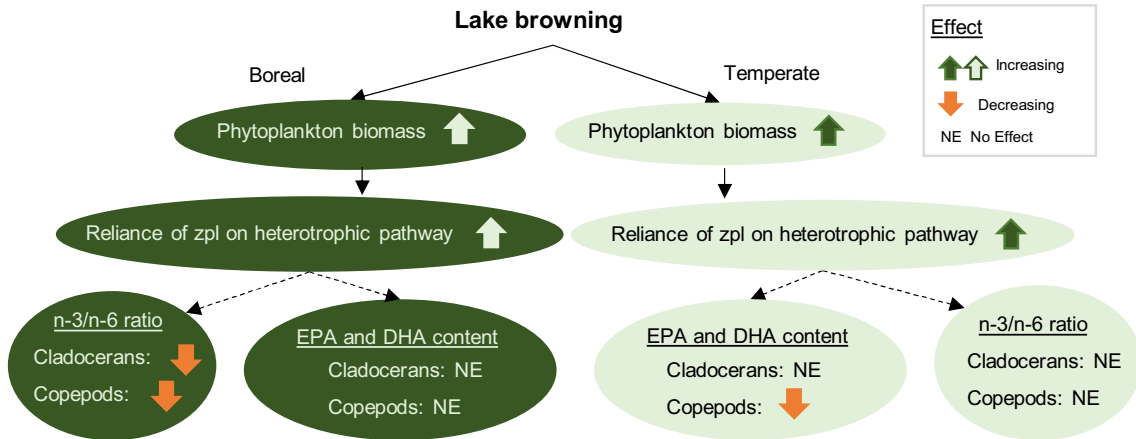 Lake browning
Boreal
Temperate
Effect
Increasing
Decreasing
NE No Effect
Phytoplankton biomass
Phytoplankton biomass
Reliance of zpl on heterotrophic pathway
Reliance of zpl on heterotrophic pathway
n-3/n-6 ratio
Cladocerans:
Copepods:
EPA and DHA content
Cladocerans: NE
Copepods: NE
EPA and DHA content
Cladocerans: NE
Copepods:
n-3/n-6 ratio
Cladocerans: NE
Copepods: NE